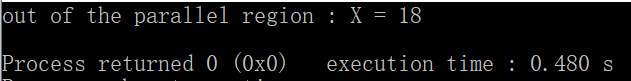 out of the parallel region : X = 18
Process returned 0 (0x0)   execution time : 0.480 s